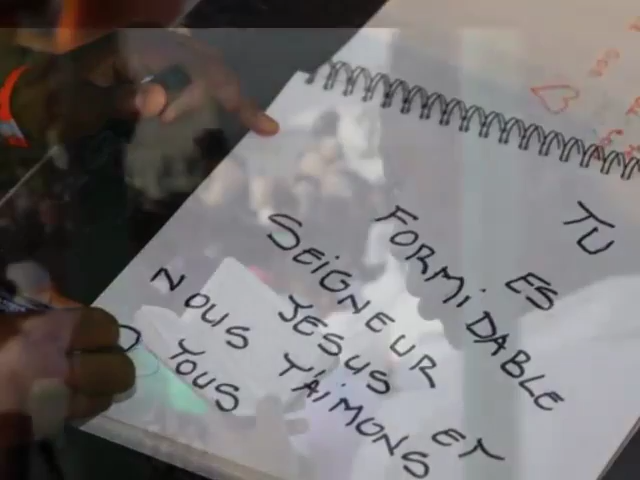 TU
ES
FORMiDABLE
SEiGNEUR
JESUS ET
NOUS T'AiMONS
TOUS